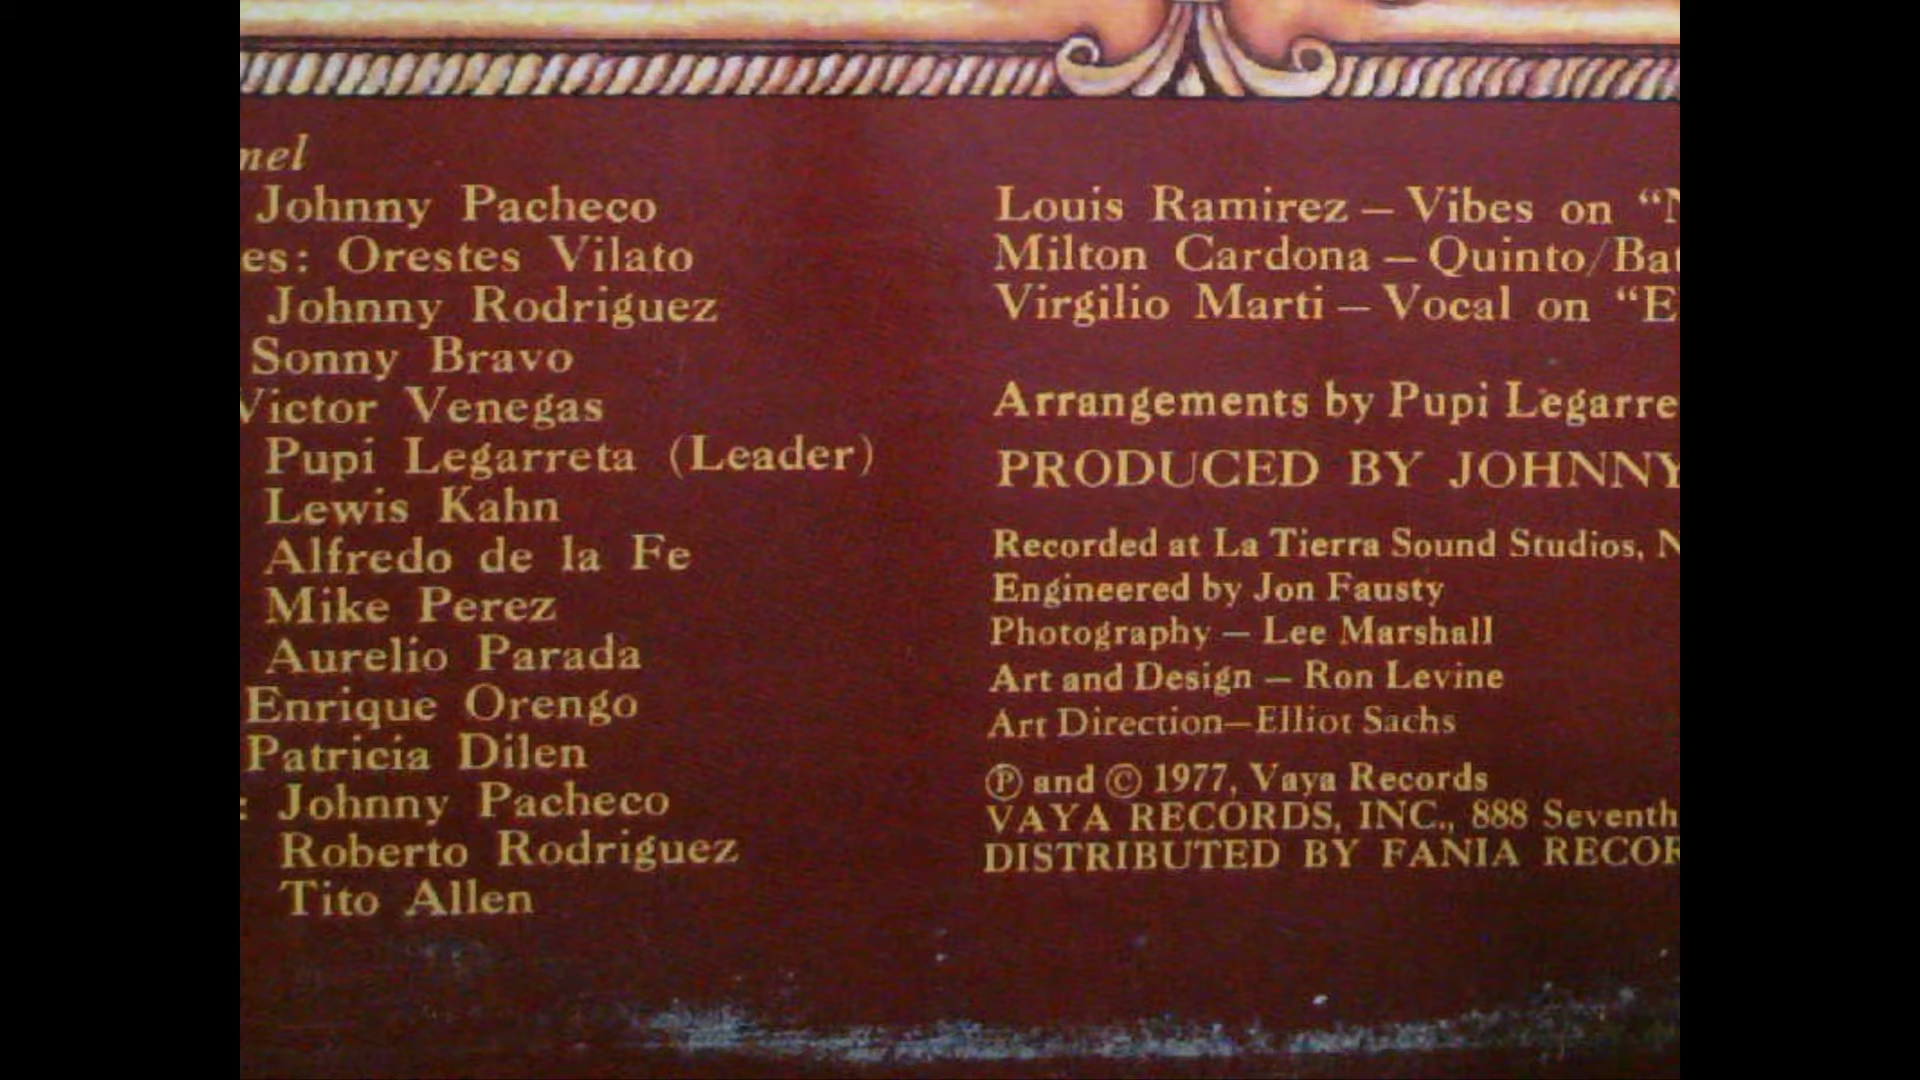 Johnny Pacheco
Orestes Vilato
Johnny Rodriguez
Sonny Bravo
Victor Venegas
Pupi Legarreta (Leader)
Lewis Kahn
Alfredo de la Fe
Mike Perez
Aurelio Parada
Enrique Orengo
Patricia Dilen
: Johnny Pacheco
Roberto Rodriguez
Tito Allen
Louis Ramirez – Vibes on
Milton Cardona – Quinto/
Virgilio Marti – Vocal on
Arrangements by Pupi
PRODUCED BY JOHNNY
Recorded at La Tierra Sound Studios,
Engineered by Jon Fausty
Photography – Lee Marshall
Art and Design – Ron Levine
Art Direction–Elliot Sachs
Ⓟ and © 1977, Vaya Records
VAYA RECORDS, INC., 888 Seventh
DISTRIBUTED BY FANIA